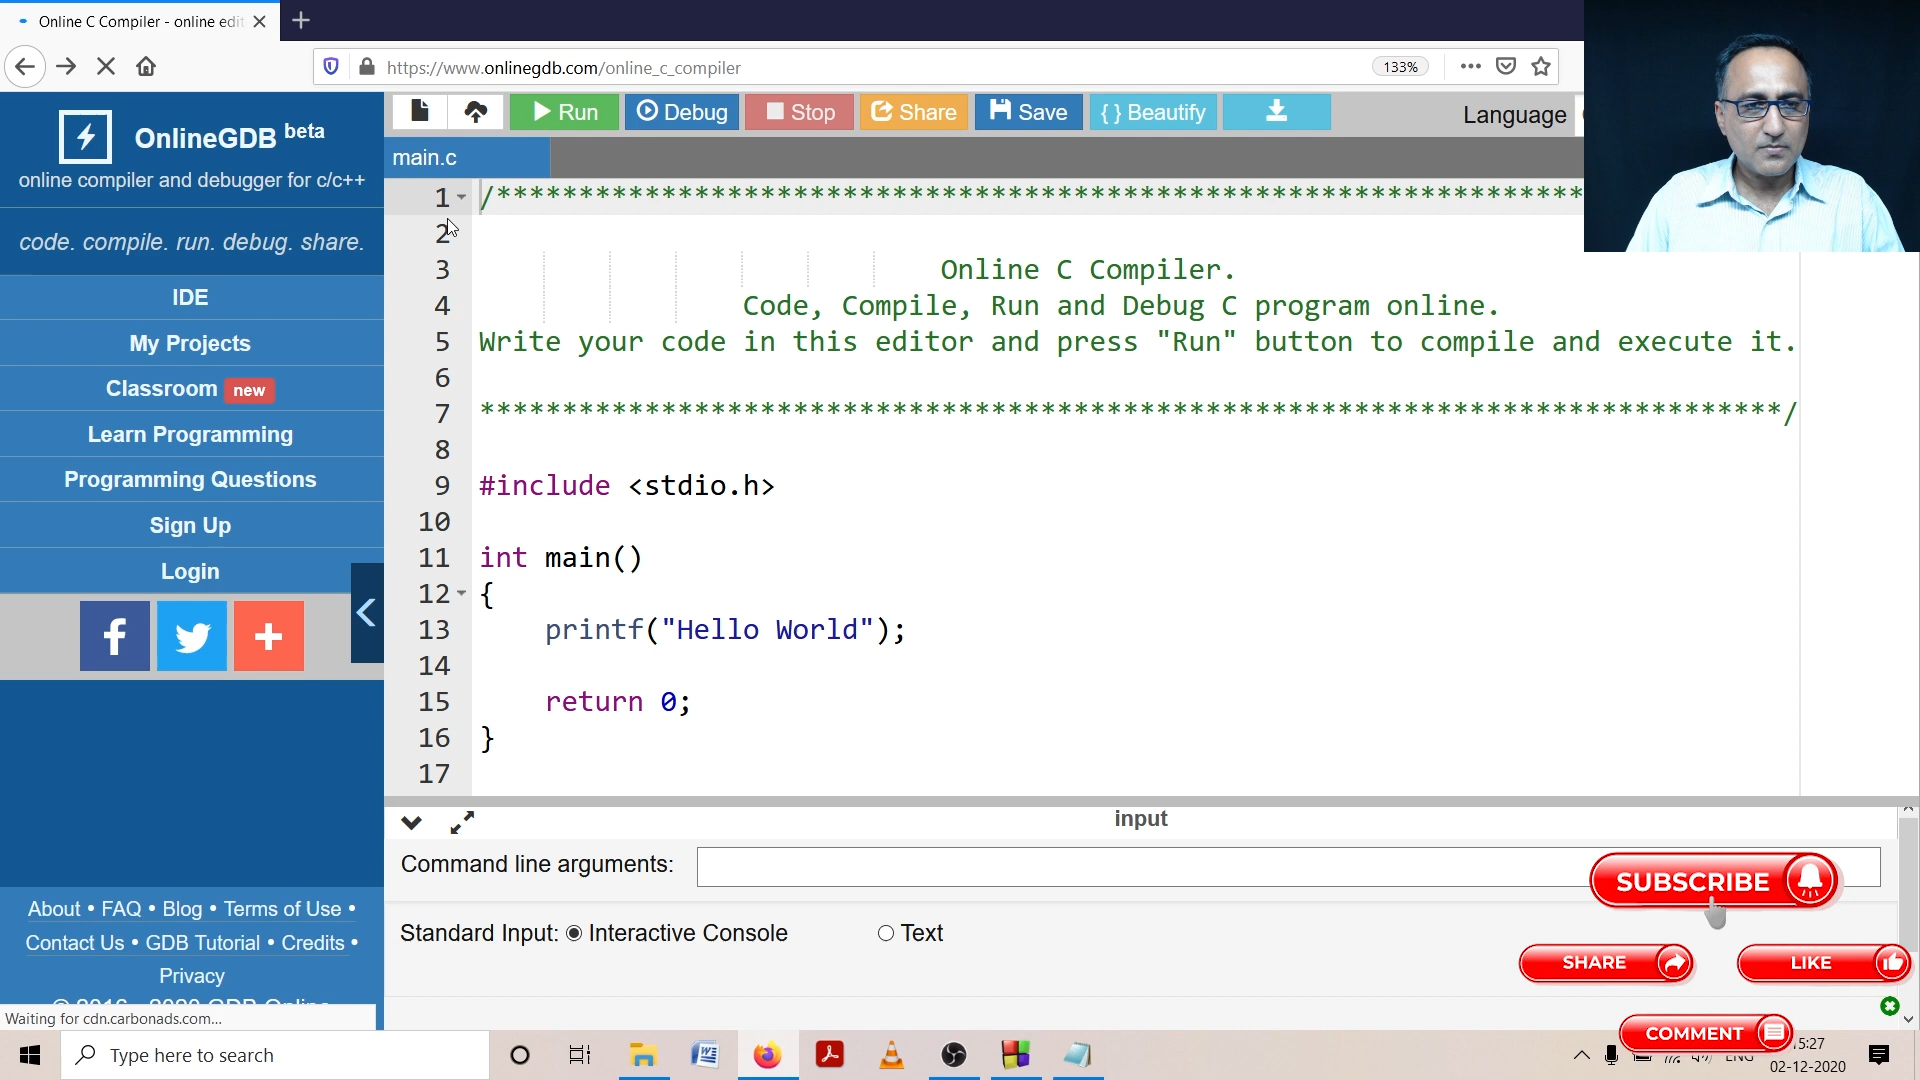 Online C Compiler - online edit
https://www.onlinegdb.com/online_c_compiler
133%
OnlineGDB beta
online compiler and debugger for c/c++
code. compile. run. debug. share.
IDE
My Projects
Classroom new
Learn Programming
Programming Questions
Sign Up
Login
About • FAQ • Blog • Terms of Use •
Contact Us • GDB Tutorial • Credits •
Privacy
© 2016 - 2020 GDB Online
Waiting for cdn.carbonads.com...
Run
Debug
Stop
Share
Save
{ } Beautify
Language
main.c
1 /******************************************************************
2
3 Online C Compiler.
4 Code, Compile, Run and Debug C program online.
5 Write your code in this editor and press "Run" button to compile and execute it.
6
7 *******************************************************************************/
8
9 #include <stdio.h>
10
11 int main()
12 {
13 printf("Hello World");
14
15 return 0;
16 }
17
input
Command line arguments:
Standard Input: Interactive Console Text
SUBSCRIBE
SHARE
LIKE
COMMENT
Type here to search
ENG
15:27
02-12-2020